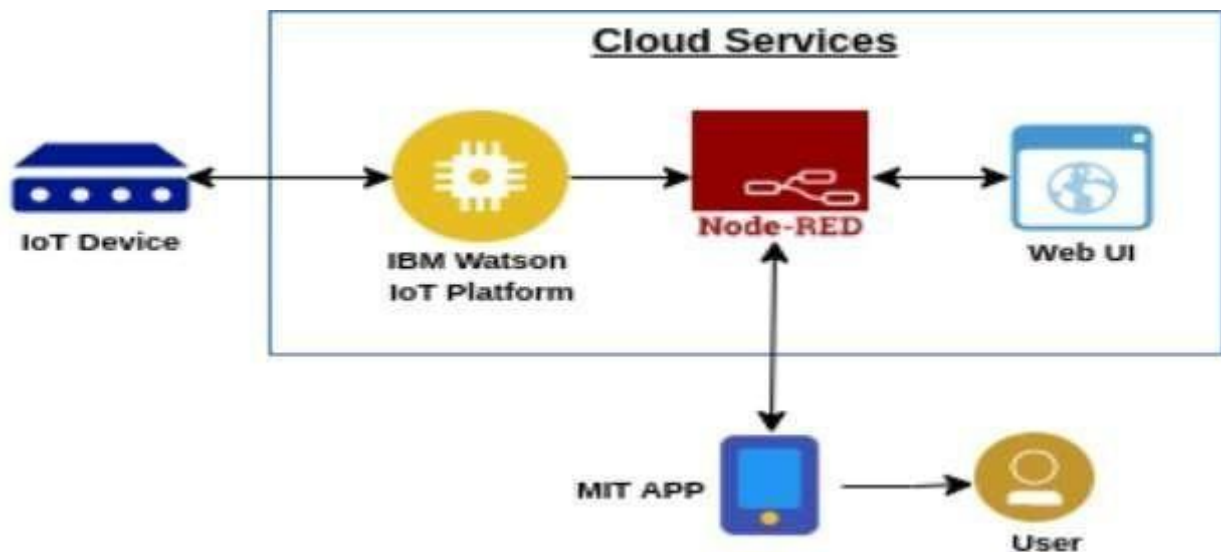 Cloud Services
IoT Device
IBM Watson
IoT Platform
Node-RED
Web UI
MIT APP
User